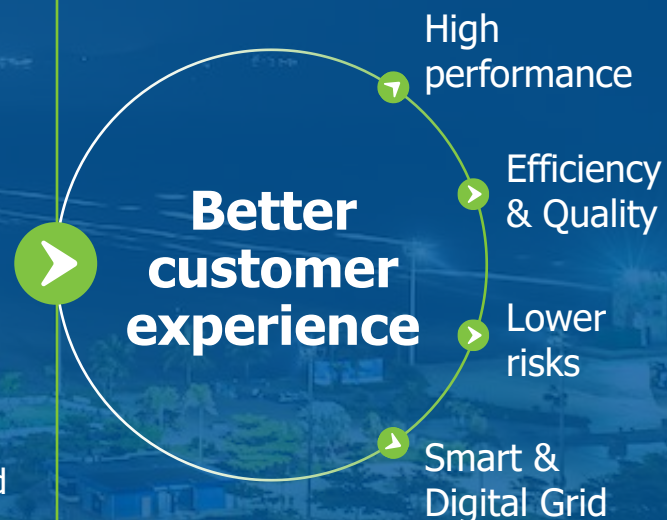 High
performance
Efficiency
& Quality
Better
customer
experience
Lower
risks
Smart &
Digital Grid